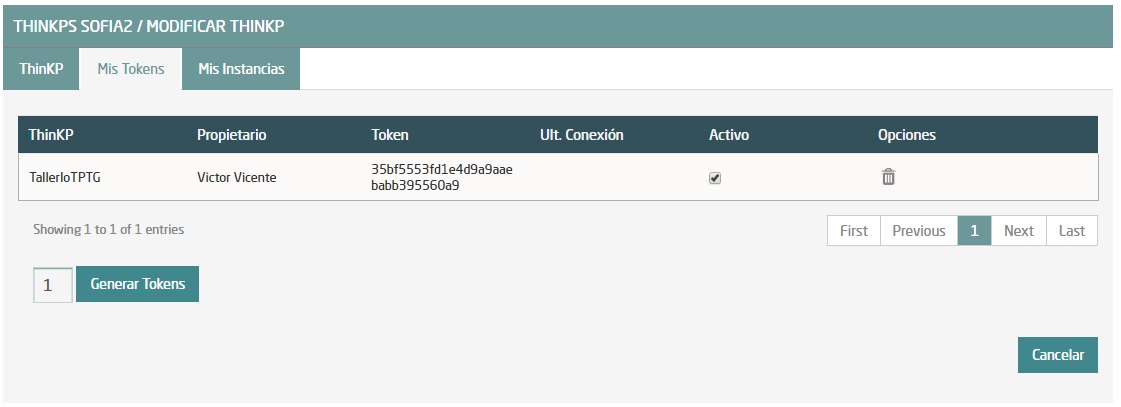 THINKPS SOFIA2 / MODIFICAR THINKP
ThinKP Mis Tokens Mis Instancias
ThinKP Propietario Token Ult. Conexión Activo Opciones
TallerIoTPTG Victor Vicente 35bf5553fd1e4d9a9aae
babb395560a9
Showing 1 to 1 of 1 entries First Previous 1 Next Last
1 Generar Tokens
Cancelar